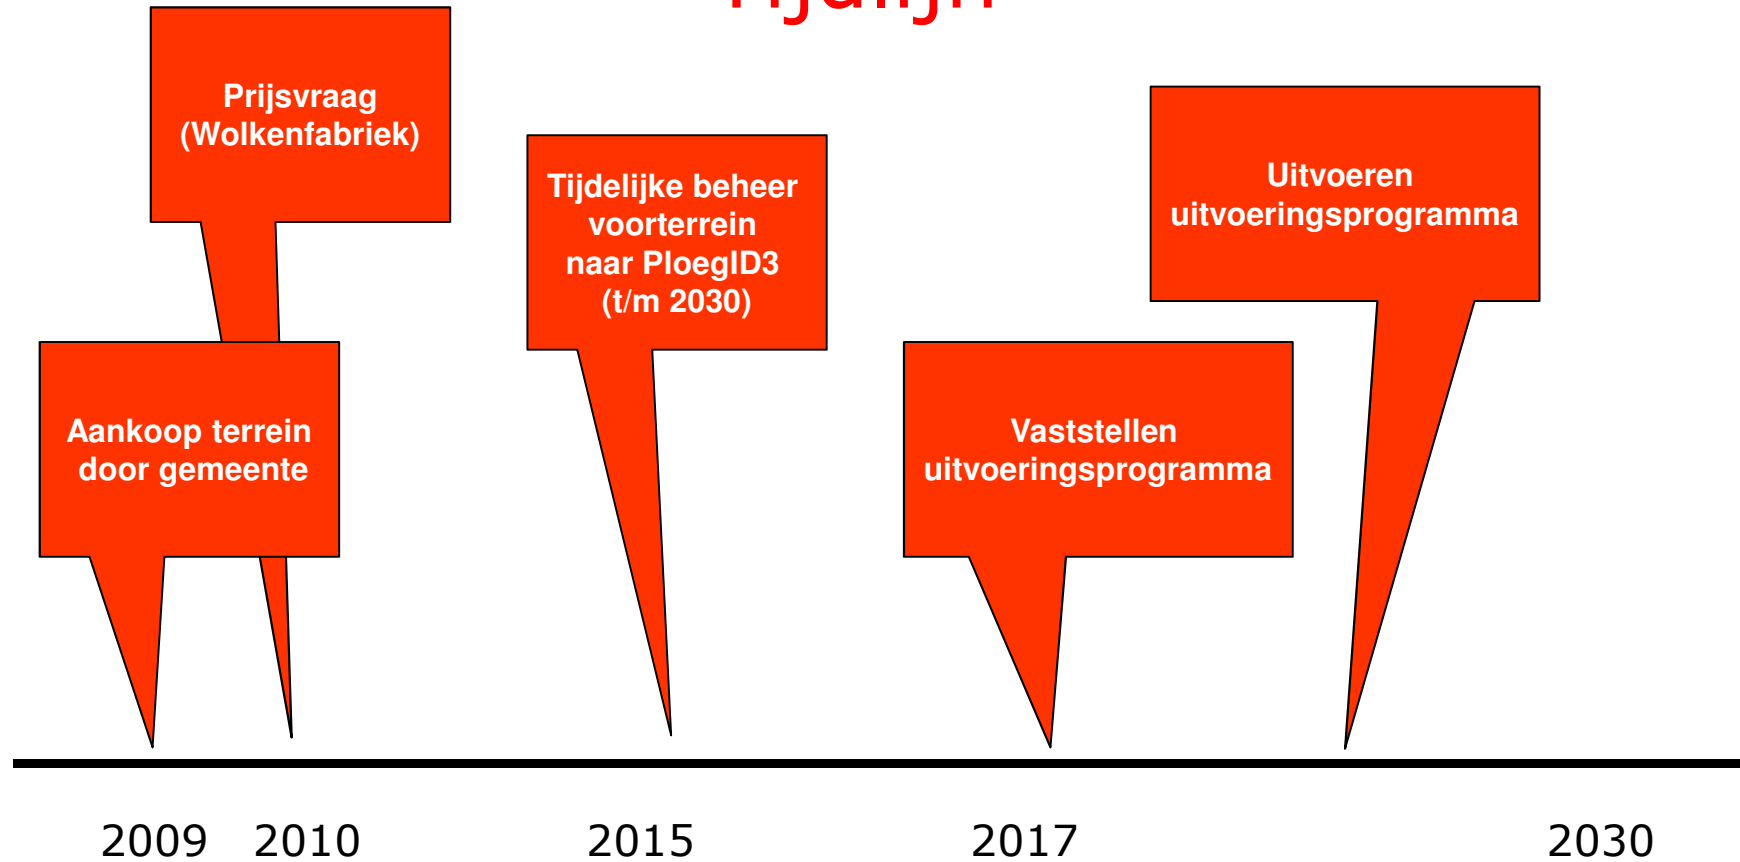 Tijdlijn
Prijsvraag
(Wolkenfabriek)
Tijdelijke beheer
voorterrein
naar PloegID3
(t/m 2030)
Uitvoeren
uitvoeringsprogramma
Aankoop terrein
door gemeente
Vaststellen
uitvoeringsprogramma
2009 2010 2015 2017 2030